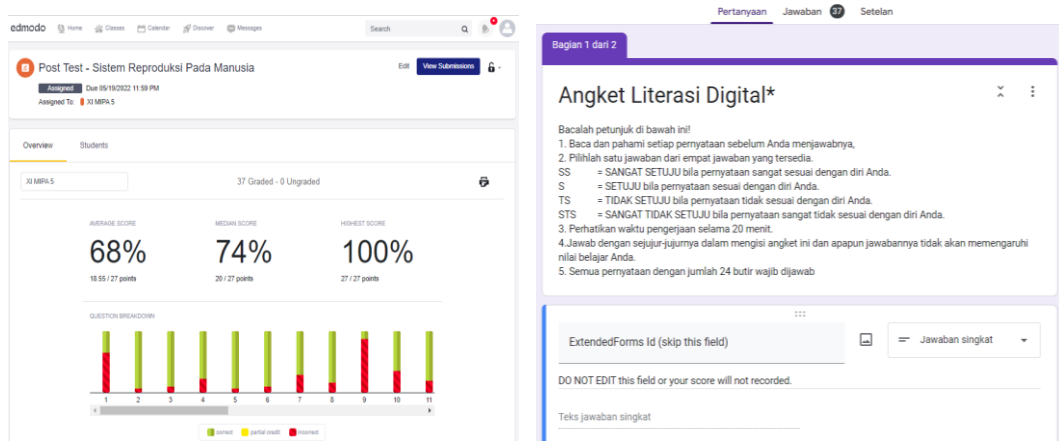 edmodo Home Classes Calendar Discover Messages Search
Post Test - Sistem Reproduksi Pada Manusia Edit View Submissions
Assigned Due 05/19/2022 11:59 PM
Assigned To: XI MIPA 5
Overview Students
XI MIPA 5 37 Graded - 0 Ungraded
AVERAGE SCORE MEDIAN SCORE HIGHEST SCORE
68% 74% 100%
18.55 / 27 points 20 / 27 points 27 / 27 points
QUESTION BREAKDOWN
1 2 3 4 5 6 7 8 9 10 11
correct partial credit incorrect
Pertanyaan Jawaban 37 Setelan
Bagian 1 dari 2
Angket Literasi Digital*
Bacalah petunjuk di bawah ini!
1. Baca dan pahami setiap pernyataan sebelum Anda menjawabnya,
2. Pilihlah satu jawaban dari empat jawaban yang tersedia.
SS = SANGAT SETUJU bila pernyataan sangat sesuai dengan diri Anda.
S = SETUJU bila pernyataan sesuai dengan diri Anda.
TS = TIDAK SETUJU bila pernyataan tidak sesuai dengan diri Anda.
STS = SANGAT TIDAK SETUJU bila pernyataan sangat tidak sesuai dengan diri Anda.
3. Perhatikan waktu pengerjaan selama 20 menit.
4.Jawab dengan sejujur-jujurnya dalam mengisi angket ini dan apapun jawabannya tidak akan memengaruhi
nilai belajar Anda.
5. Semua pernyataan dengan jumlah 24 butir wajib dijawab
ExtendedForms Id (skip this field) Jawaban singkat
DO NOT EDIT this field or your score will not recorded.
Teks jawaban singkat